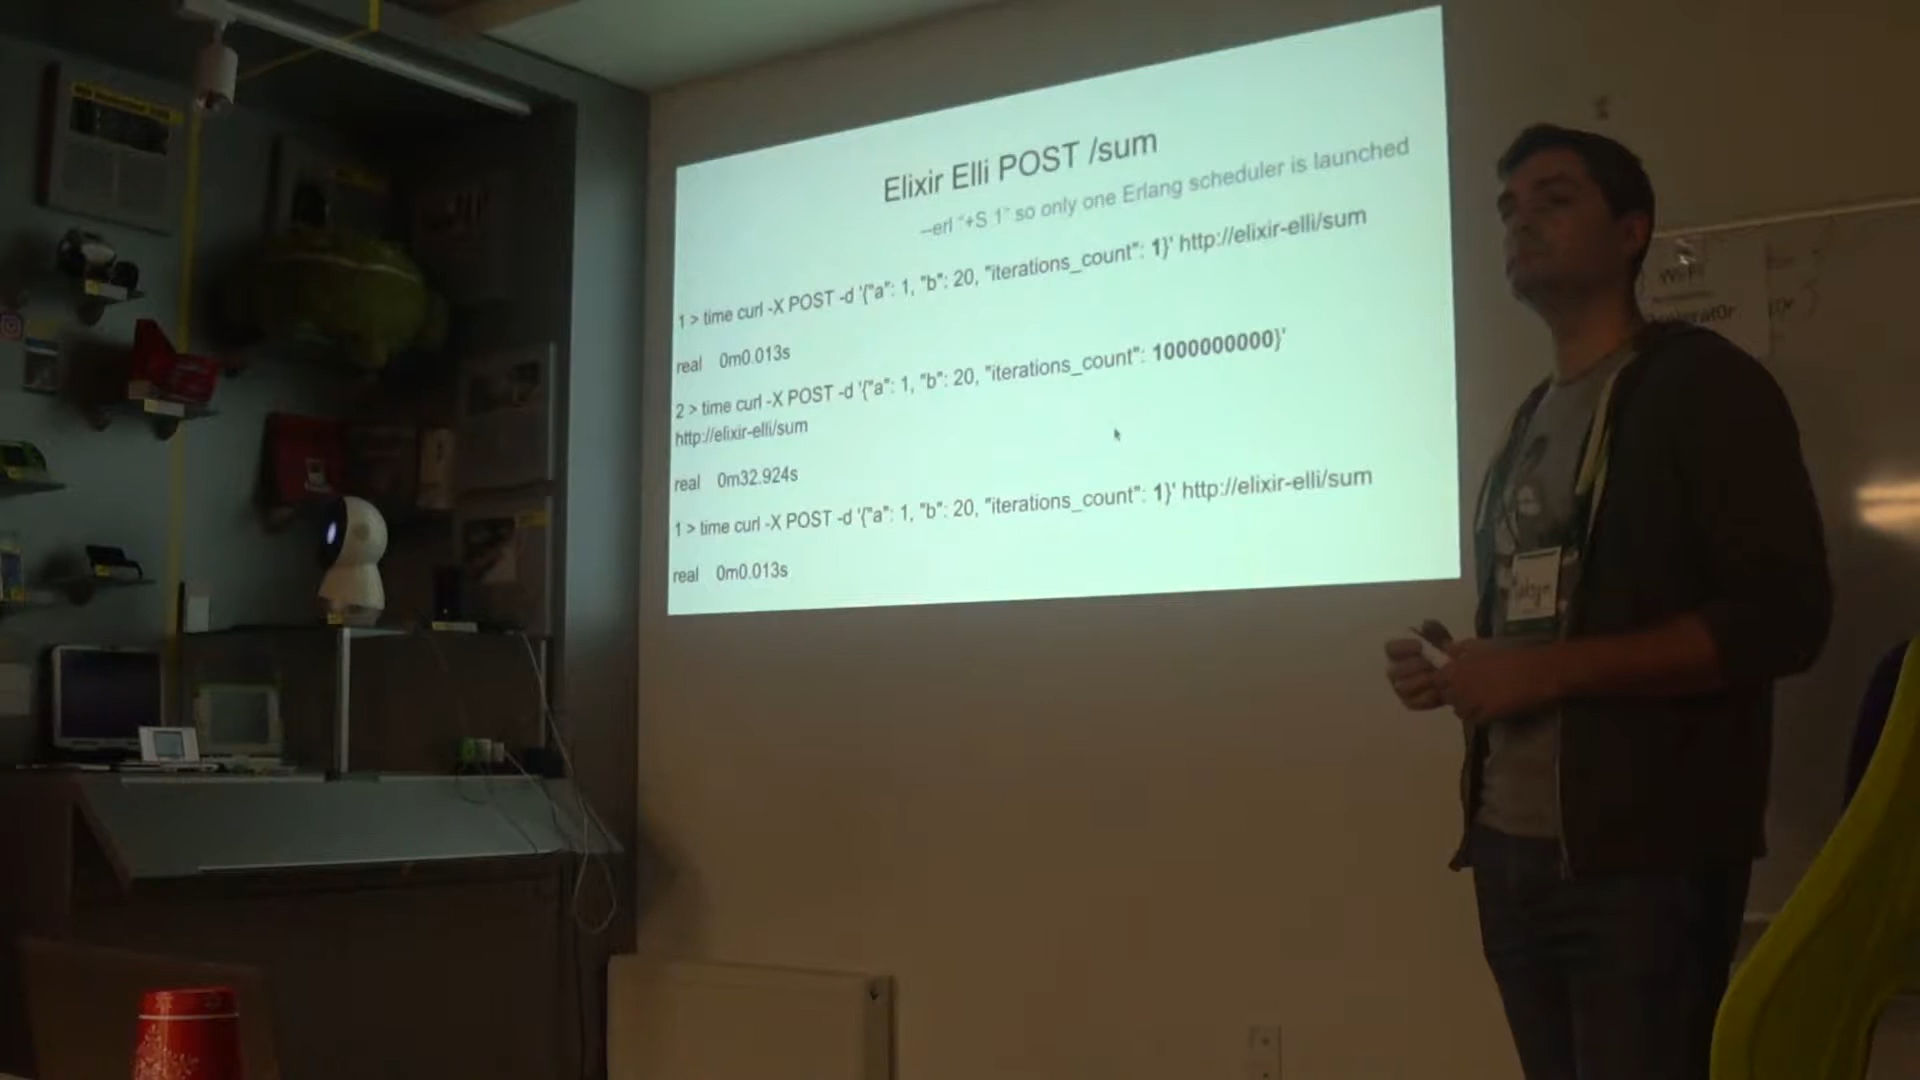 Elixir Elli POST /sum
–erl “+S 1” so only one Erlang scheduler is launched
1 > time curl -X POST -d '{"a": 1, "b": 20, "iterations_count": 1}' http://elixir-elli/sum
real 0m0.013s
2 > time curl -X POST -d '{"a": 1, "b": 20, "iterations_count": 1000000000}'
http://elixir-elli/sum
real 0m32.924s
1 > time curl -X POST -d '{"a": 1, "b": 20, "iterations_count": 1}' http://elixir-elli/sum
real 0m0.013s